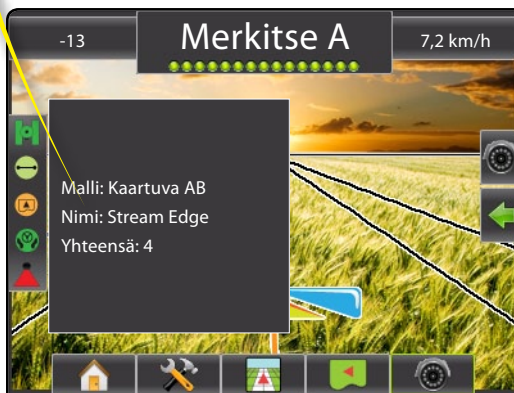 -13
Merkitse A
7,2 km/h
Malli: Kaartuva AB
Nimi: Stream Edge
Yhteensä: 4